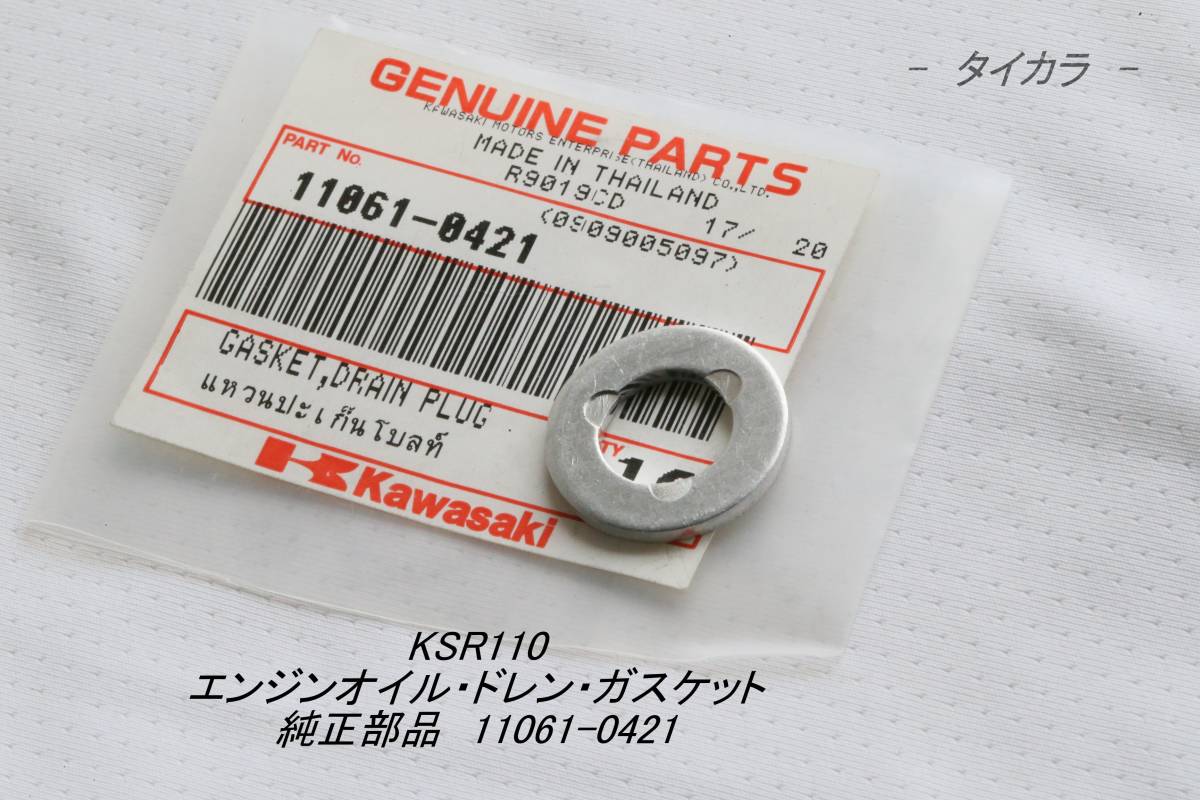 - タイカラ -
GENUINE PARTS
KAWASAKI MOTORS ENTERPRISE(THAILAND) CO.,LTD.
MADE IN THAILAND
R9019CD 17/ 20
PART No. (0909005097)
11061-0421
GASKET,DRAIN PLUG
แหวนปะเก็นโบลท์
Kawasaki
KSR110
エンジンオイル・ドレン・ガスケット
純正部品 11061-0421